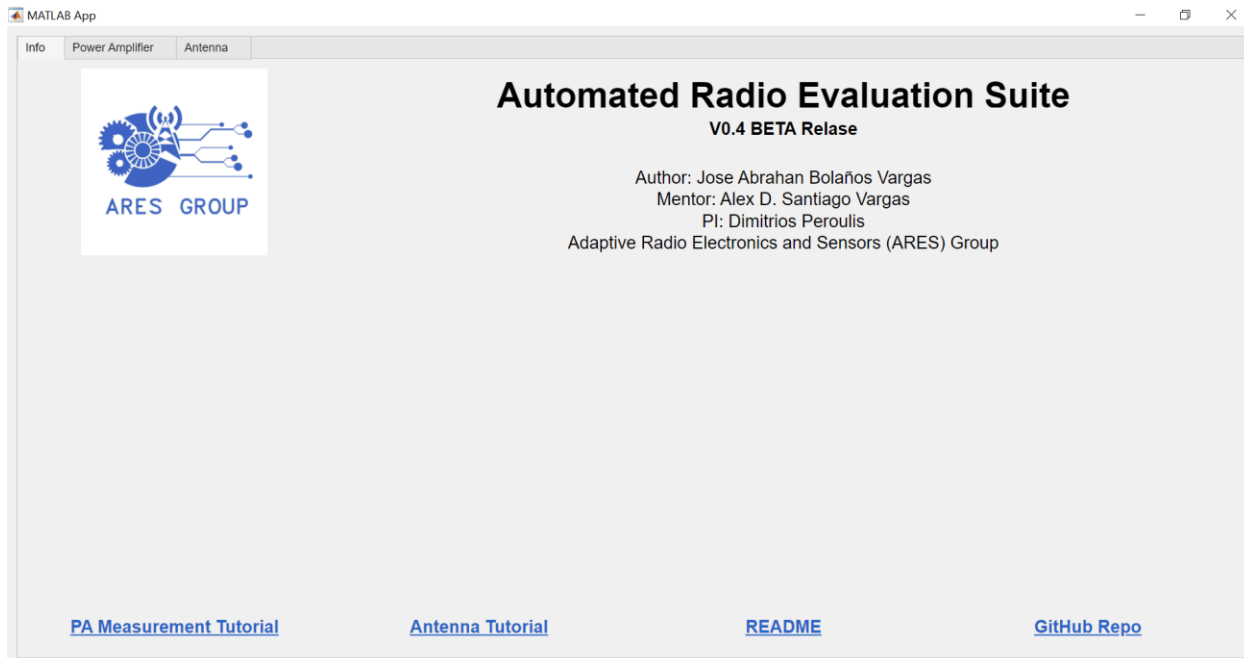 MATLAB App
Info Power Amplifier Antenna
ARES GROUP
Automated Radio Evaluation Suite
V0.4 BETA Relase
Author: Jose Abrahan Bolaños Vargas
Mentor: Alex D. Santiago Vargas
PI: Dimitrios Peroulis
Adaptive Radio Electronics and Sensors (ARES) Group
PA Measurement Tutorial Antenna Tutorial README GitHub Repo